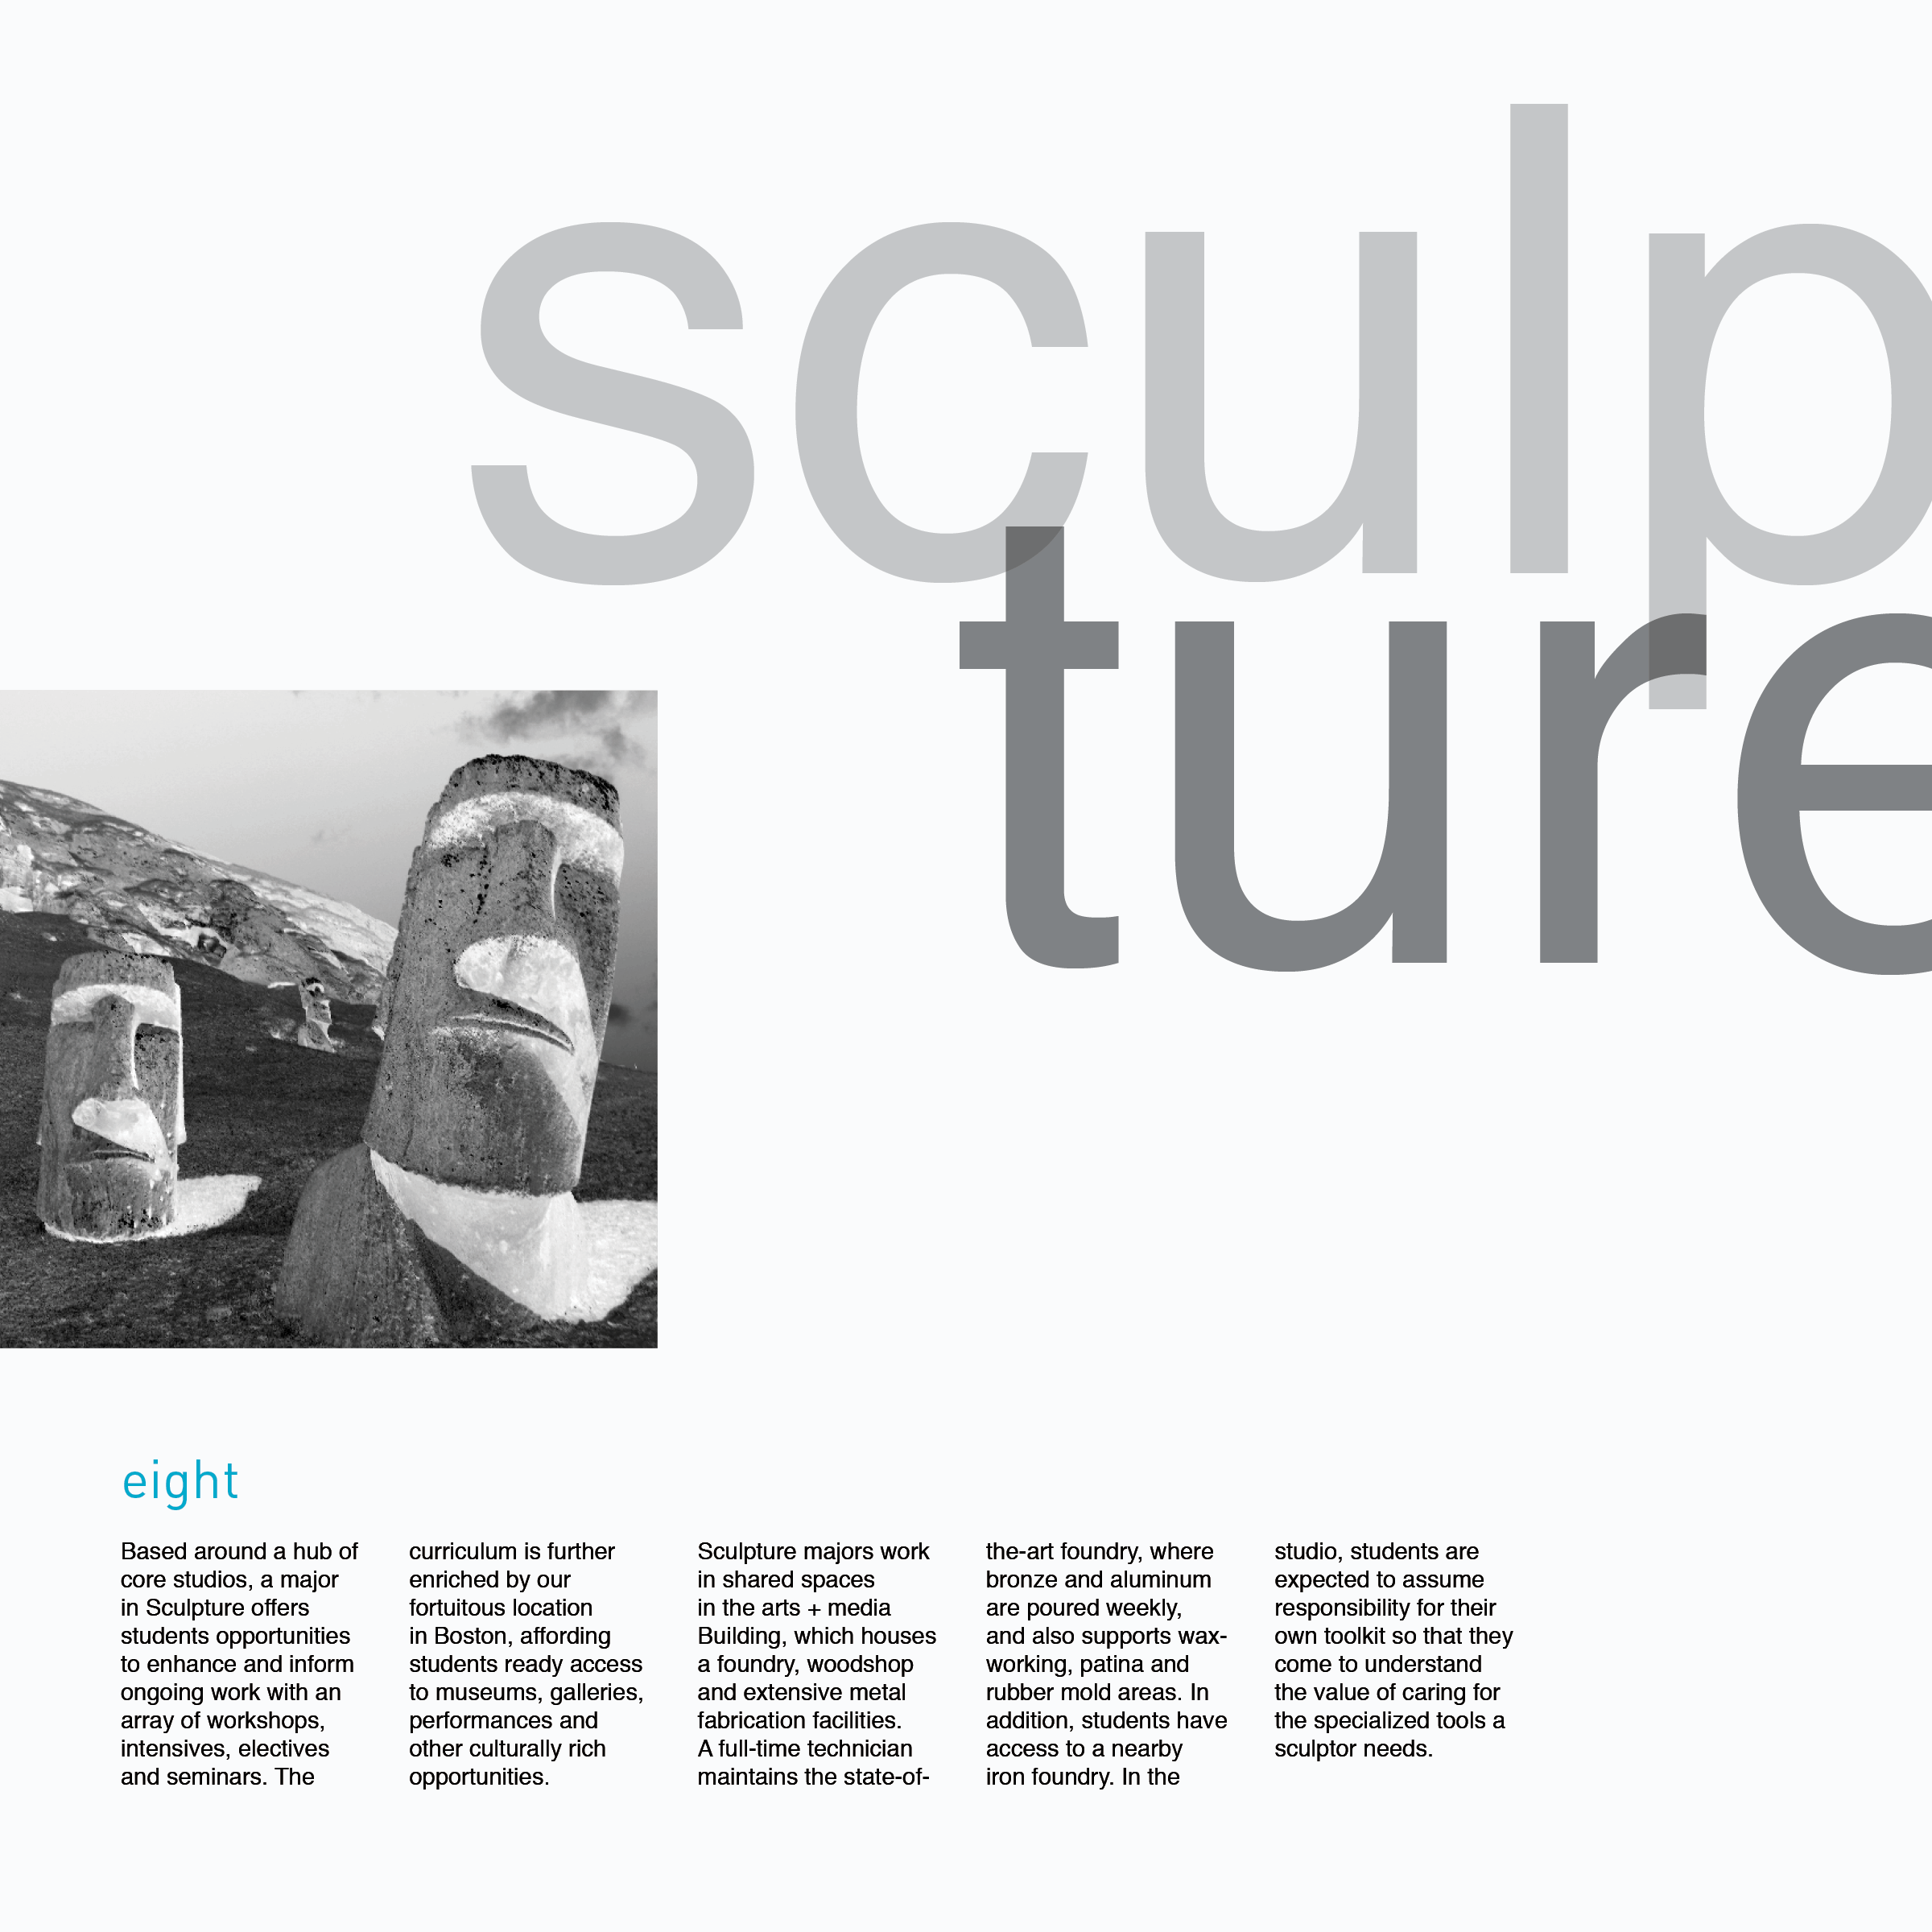 sculp
ture
eight
Based around a hub of
core studios, a major
in Sculpture offers
students opportunities
to enhance and inform
ongoing work with an
array of workshops,
intensives, electives
and seminars. The
curriculum is further
enriched by our
fortuitous location
in Boston, affording
students ready access
to museums, galleries,
performances and
other culturally rich
opportunities.
Sculpture majors work
in shared spaces
in the arts + media
Building, which houses
a foundry, woodshop
and extensive metal
fabrication facilities.
A full-time technician
maintains the state-of-
the-art foundry, where
bronze and aluminum
are poured weekly,
and also supports wax-
working, patina and
rubber mold areas. In
addition, students have
access to a nearby
iron foundry. In the
studio, students are
expected to assume
responsibility for their
own toolkit so that they
come to understand
the value of caring for
the specialized tools a
sculptor needs.